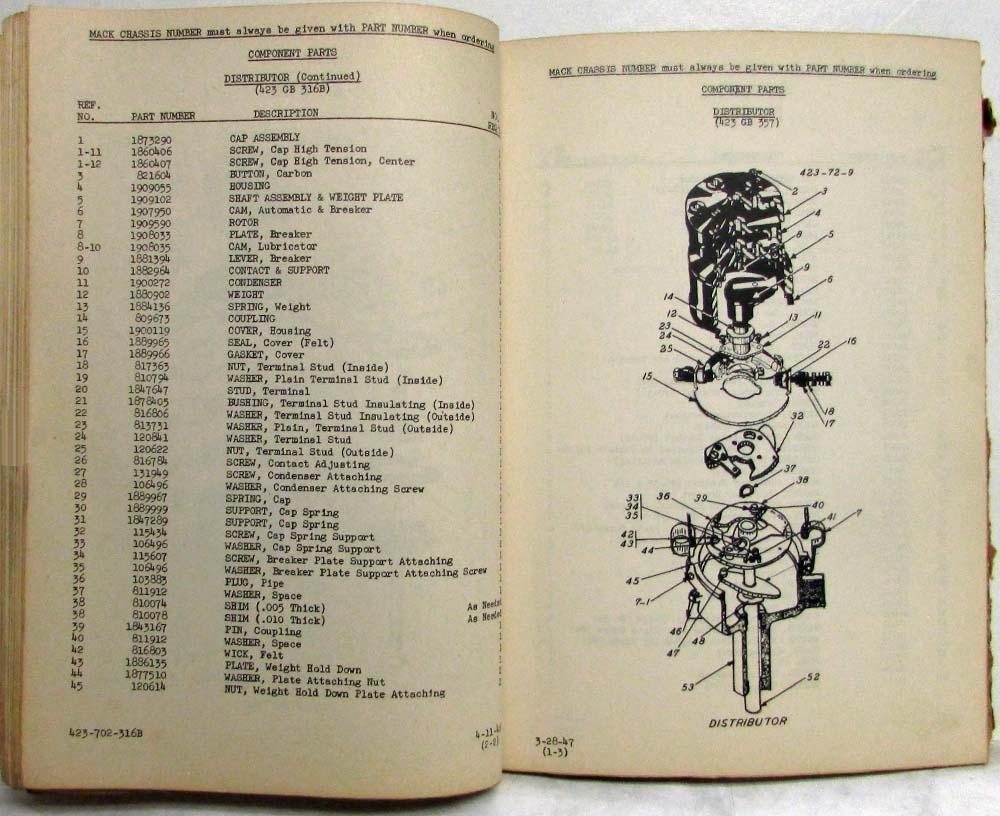 MACK CHASSIS NUMBER must always be given with PART NUMBER when ordering
COMPONENT PARTS
DISTRIBUTOR (Continued)
(423 GB 316B)
REF.
NO. PART NUMBER DESCRIPTION
1 1873290 CAP ASSEMBLY
1-11 1860406 SCREW, Cap High Tension
1-12 1860407 SCREW, Cap High Tension, Center
3 821604 BUTTON, Carbon
4 1909055 HOUSING
5 1909102 SHAFT ASSEMBLY & WEIGHT PLATE
6 1907950 CAM, Automatic & Breaker
7 1909590 ROTOR
8 1908033 PLATE, Breaker
8-10 1908035 CAM, Lubricator
9 1881394 LEVER, Breaker
10 1882964 CONTACT & SUPPORT
11 1900272 CONDENSER
12 1880902 WEIGHT
13 1884136 SPRING, Weight
14 809673 COUPLING
15 1900119 COVER, Housing
16 1889965 SEAL, Cover (Felt)
17 1889966 GASKET, Cover
18 817363 NUT, Terminal Stud (Inside)
19 810794 WASHER, Plain Terminal Stud (Inside)
20 1847647 STUD, Terminal
21 1878405 BUSHING, Terminal Stud Insulating (Inside)
22 816806 WASHER, Terminal Stud Insulating (Outside)
23 813731 WASHER, Plain, Terminal Stud (Outside)
24 120841 WASHER, Terminal Stud
25 120622 NUT, Terminal Stud (Outside)
26 816784 SCREW, Contact Adjusting
27 131949 SCREW, Condenser Attaching
28 106496 WASHER, Condenser Attaching Screw
29 1889967 SPRING, Cap
30 1889999 SUPPORT, Cap Spring
31 1847289 SUPPORT, Cap Spring
32 115434 SCREW, Cap Spring Support
33 106496 WASHER, Cap Spring Support
34 115607 SCREW, Breaker Plate Support Attaching
35 106496 WASHER, Breaker Plate Support Attaching Screw
36 103883 PLUG, Pipe
37 811912 WASHER, Space
38 810074 SHIM (.005 Thick) As Needed
38 810078 SHIM (.010 Thick) As Needed
39 1843167 PIN, Coupling
40 811912 WASHER, Space
42 816803 WICK, Felt
43 1886135 PLATE, Weight Hold Down
44 1877510 WASHER, Plate Attaching Nut
45 120614 NUT, Weight Hold Down Plate Attaching
423-702-316B
(2-2)
MACK CHASSIS NUMBER must always be given with PART NUMBER when ordering
COMPONENT PARTS
DISTRIBUTOR
(423 GB 357)
423-72-9
2
3
4
8
5
9
6
14
12
13
11
23
24
25
22
16
15
18
17
32
37
38
39
36
33
34
35
40
41
7
42
43
44
45
7-1
46
47
48
53
52
DISTRIBUTOR
3-28-47
(1-3)